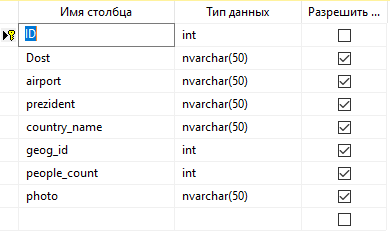 Имя столбца Тип данных Разрешить ...
ID int
Dost nvarchar(50)
airport nvarchar(50)
prezident nvarchar(50)
country_name nvarchar(50)
geog_id int
people_count int
photo nvarchar(50)